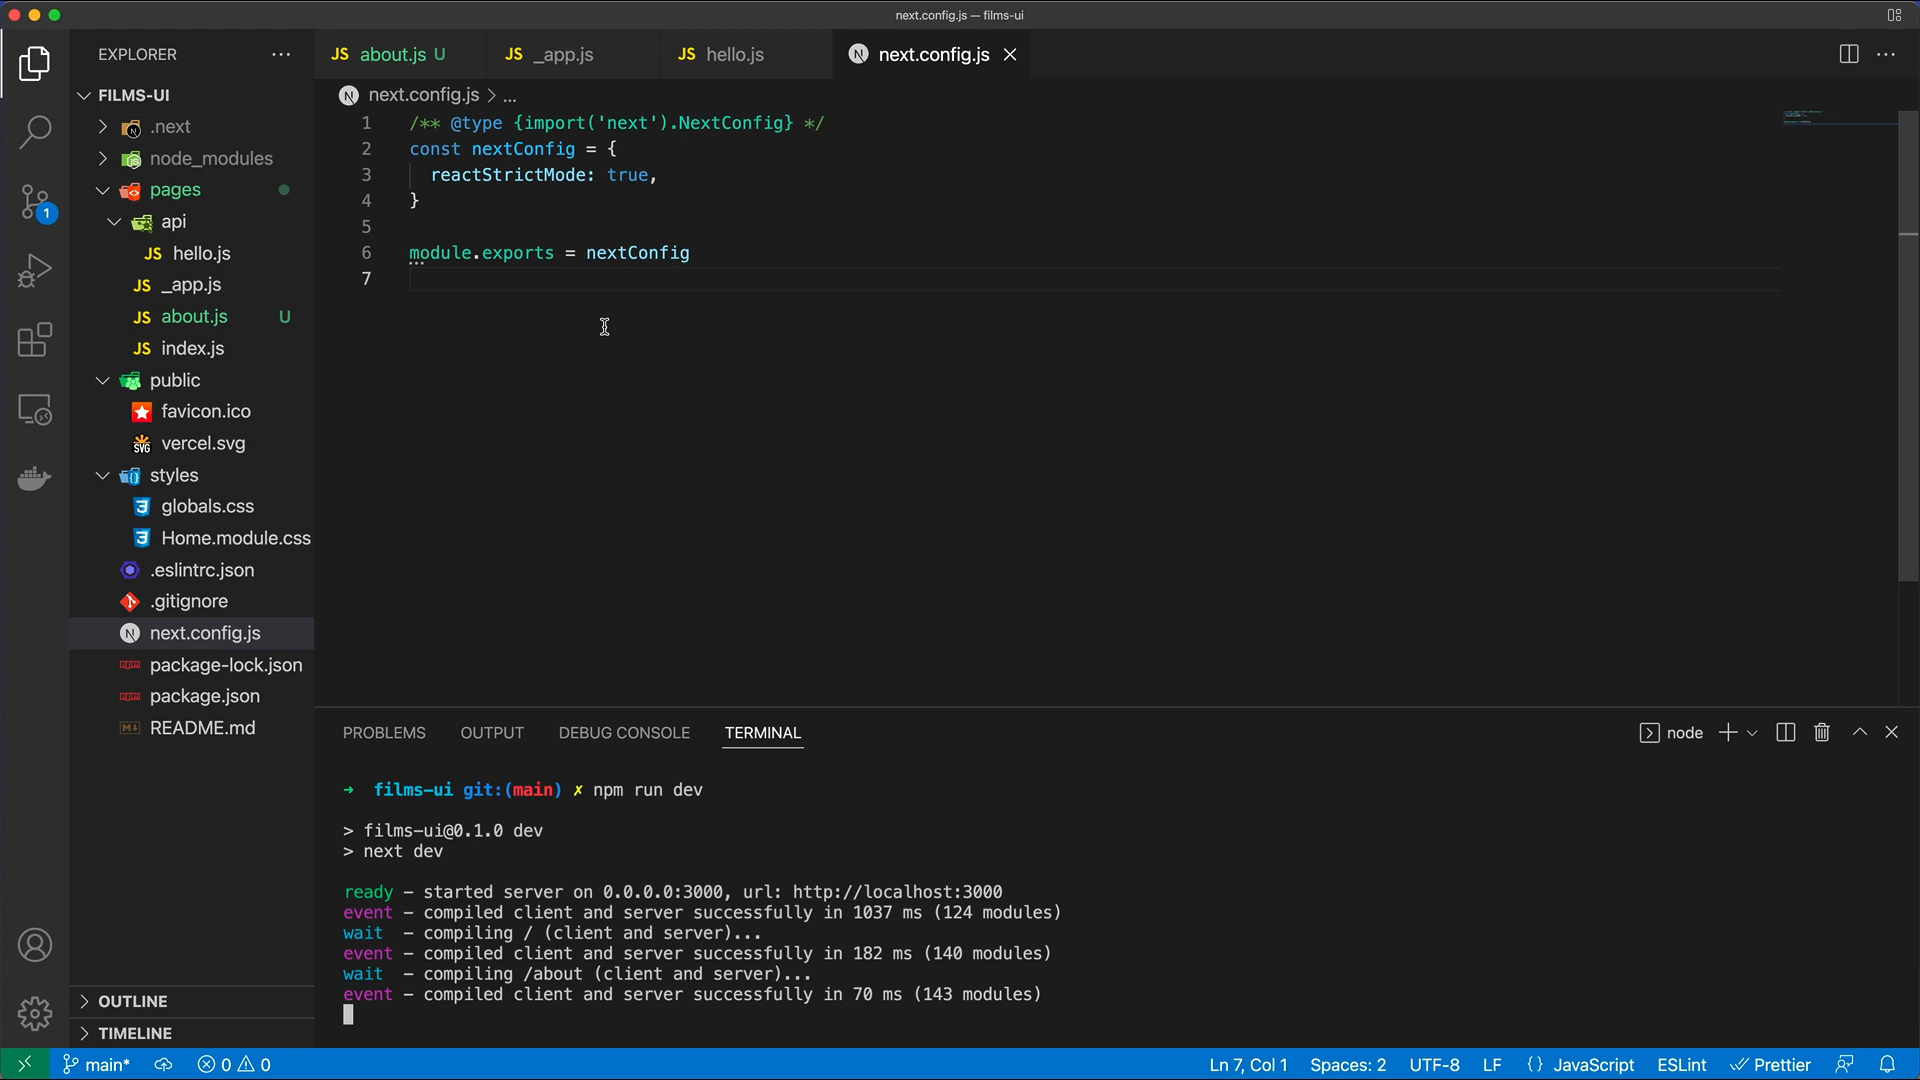 next.config.js — films-ui
EXPLORER
FILMS-UI
.next
node_modules
pages
api
JS hello.js
JS _app.js
JS about.js U
JS index.js
public
favicon.ico
SVG vercel.svg
styles
globals.css
Home.module.css
.eslintrc.json
.gitignore
N next.config.js
package-lock.json
package.json
README.md
OUTLINE
TIMELINE
1
JS about.js U
JS _app.js
JS hello.js
N next.config.js
N next.config.js > ...
1 /** @type {import('next').NextConfig} */
2 const nextConfig = {
3 reactStrictMode: true,
4 }
5
6 module.exports = nextConfig
7
PROBLEMS OUTPUT DEBUG CONSOLE TERMINAL
node
➜ films-ui git:(main) ✗ npm run dev
> films-ui@0.1.0 dev
> next dev
ready - started server on 0.0.0.0:3000, url: http://localhost:3000
event - compiled client and server successfully in 1037 ms (124 modules)
wait - compiling / (client and server)...
event - compiled client and server successfully in 182 ms (140 modules)
wait - compiling /about (client and server)...
event - compiled client and server successfully in 70 ms (143 modules)
main* 0 0 Ln 7, Col 1 Spaces: 2 UTF-8 LF {} JavaScript ESLint Prettier